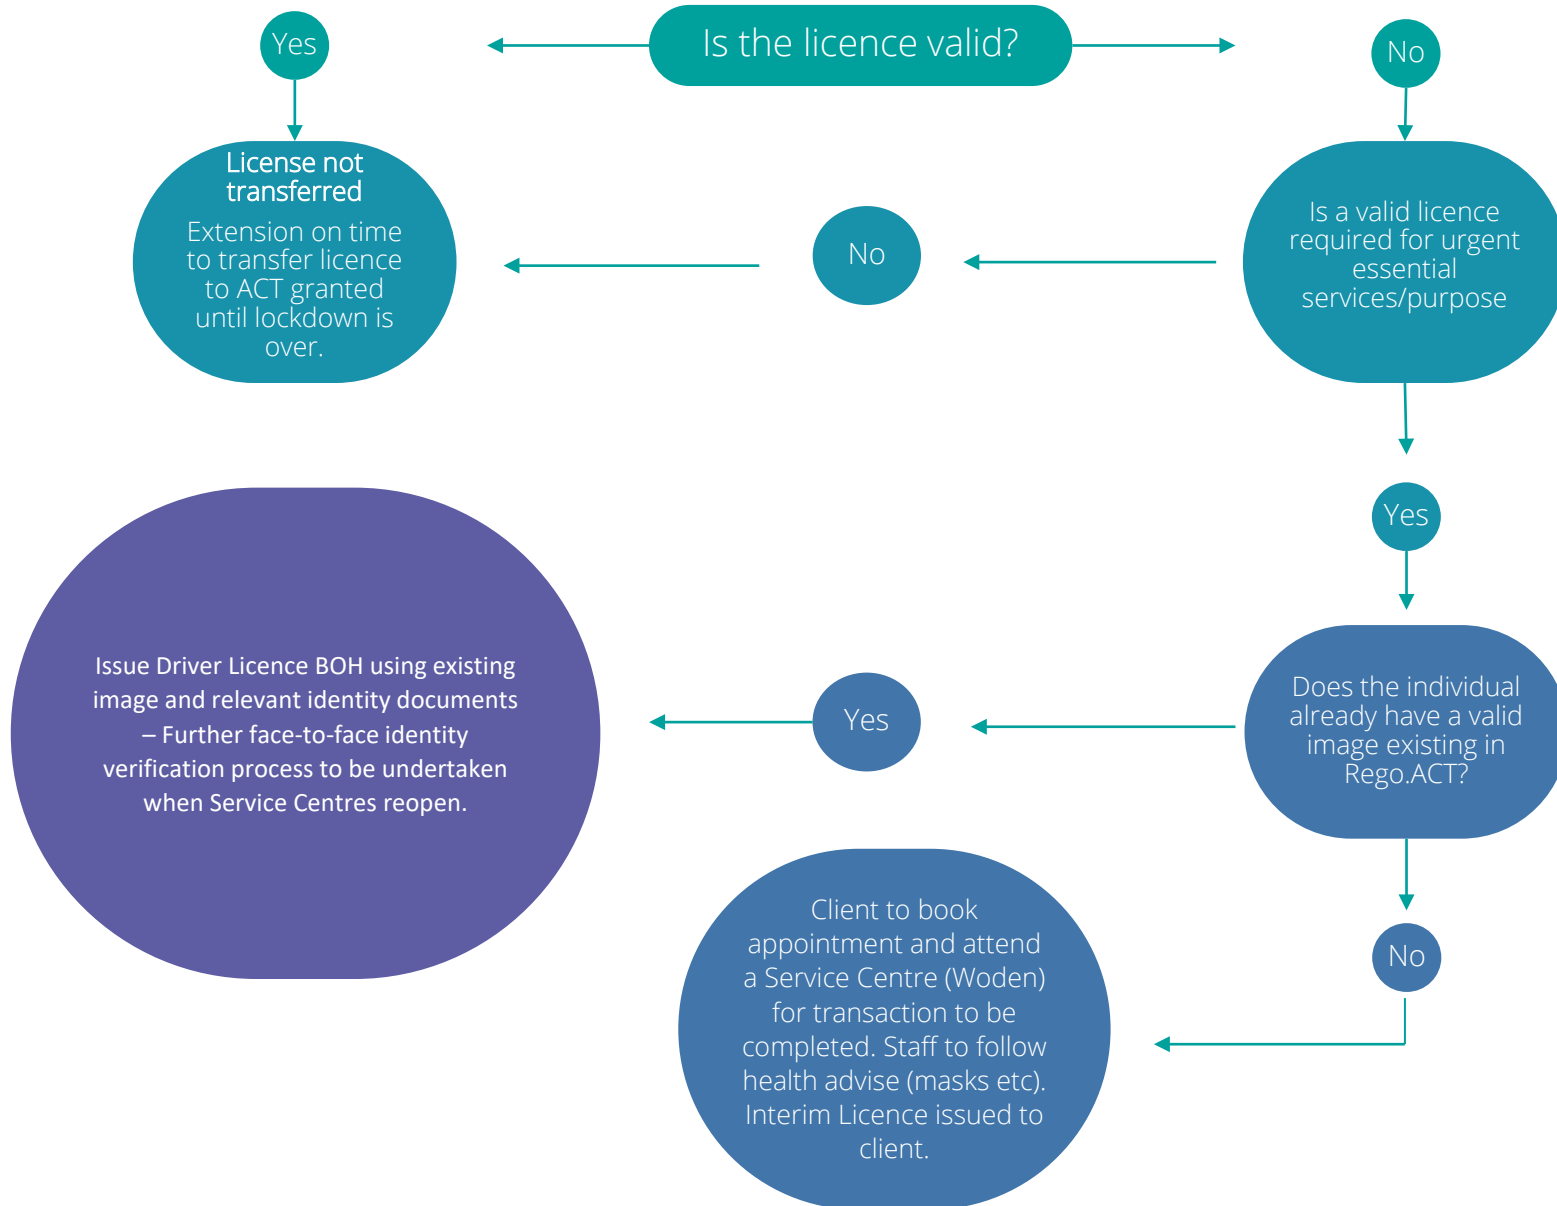 Is the licence valid?
Yes
No
License not
transferred
Extension on time
to transfer licence
to ACT granted
until lockdown is
over.
No
Is a valid licence
required for urgent
essential
services/purpose
Yes
Issue Driver Licence BOH using existing
image and relevant identity documents
– Further face-to-face identity
verification process to be undertaken
when Service Centres reopen.
Yes
Does the individual
already have a valid
image existing in
Rego.ACT?
No
Client to book
appointment and attend
a Service Centre (Woden)
for transaction to be
completed. Staff to follow
health advise (masks etc).
Interim Licence issued to
client.